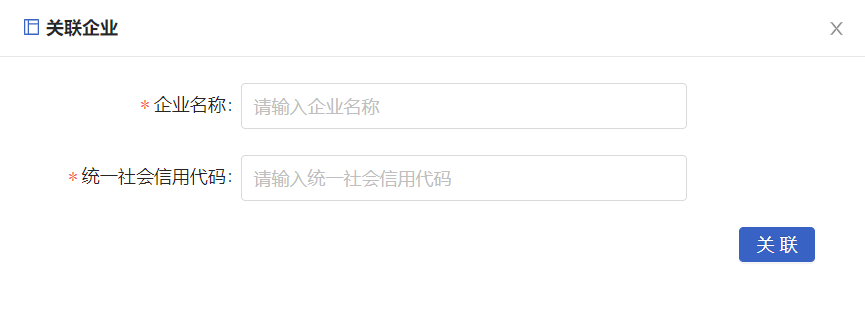 关联企业
* 企业名称:
请输入企业名称
* 统一社会信用代码:
请输入统一社会信用代码
关 联